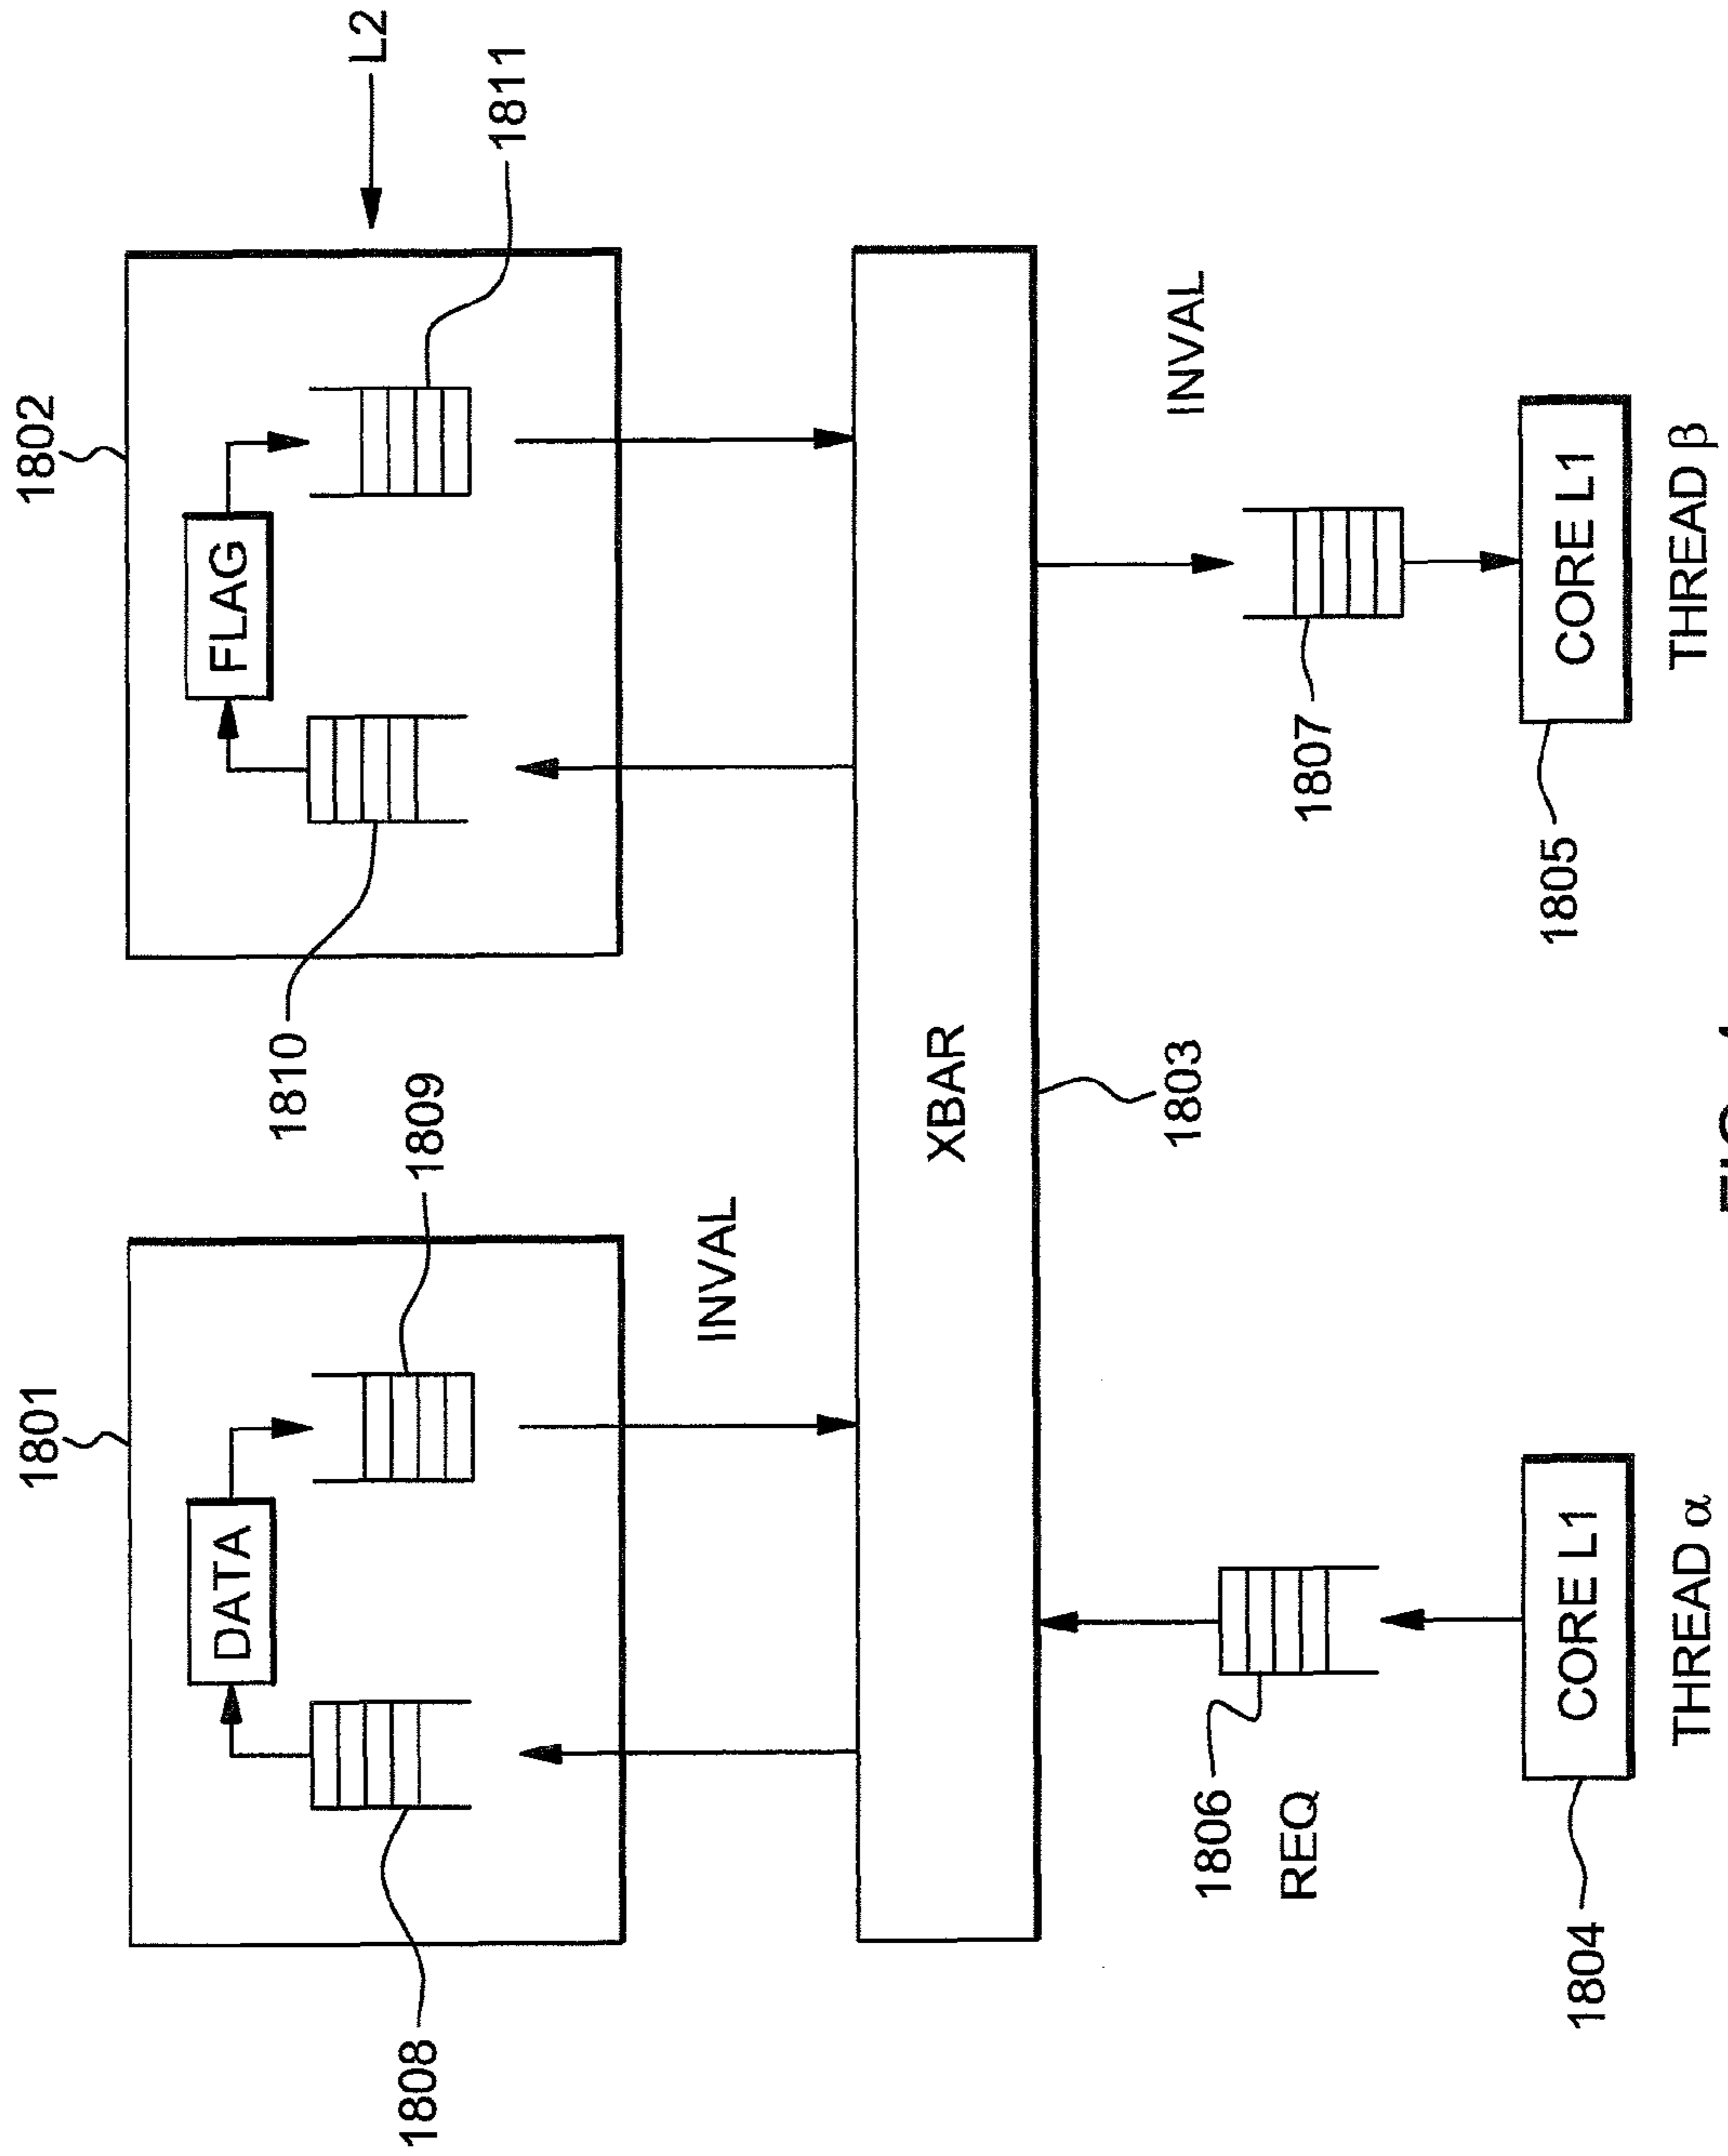 1801
1802
DATA
FLAG
L2
1808
1809
1810
1811
INVAL
XBAR
1803
INVAL
1806
REQ
1807
1804
CORE L1
THREAD α
1805
CORE L1
THREAD β